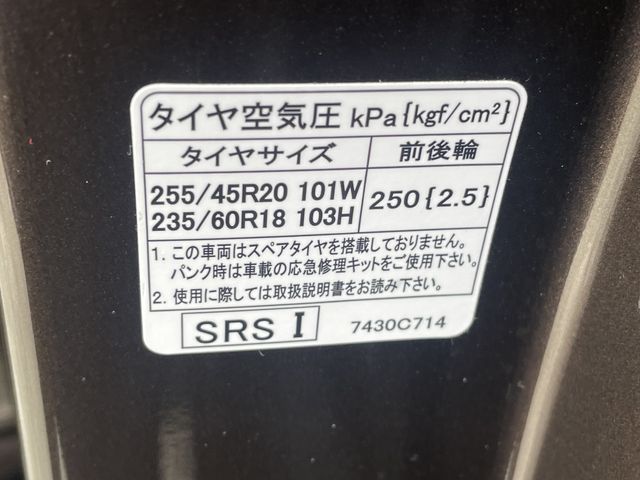 タイヤ空気圧 kPa{kgf/cm²}
タイヤサイズ 前後輪
255/45R20 101W
235/60R18 103H
250{2.5}
1. この車両はスペアタイヤを搭載しておりません。
パンク時は車載の応急修理キットをご使用下さい。
2. 使用に際しては取扱説明書をお読み下さい。
SRS I 7430C714